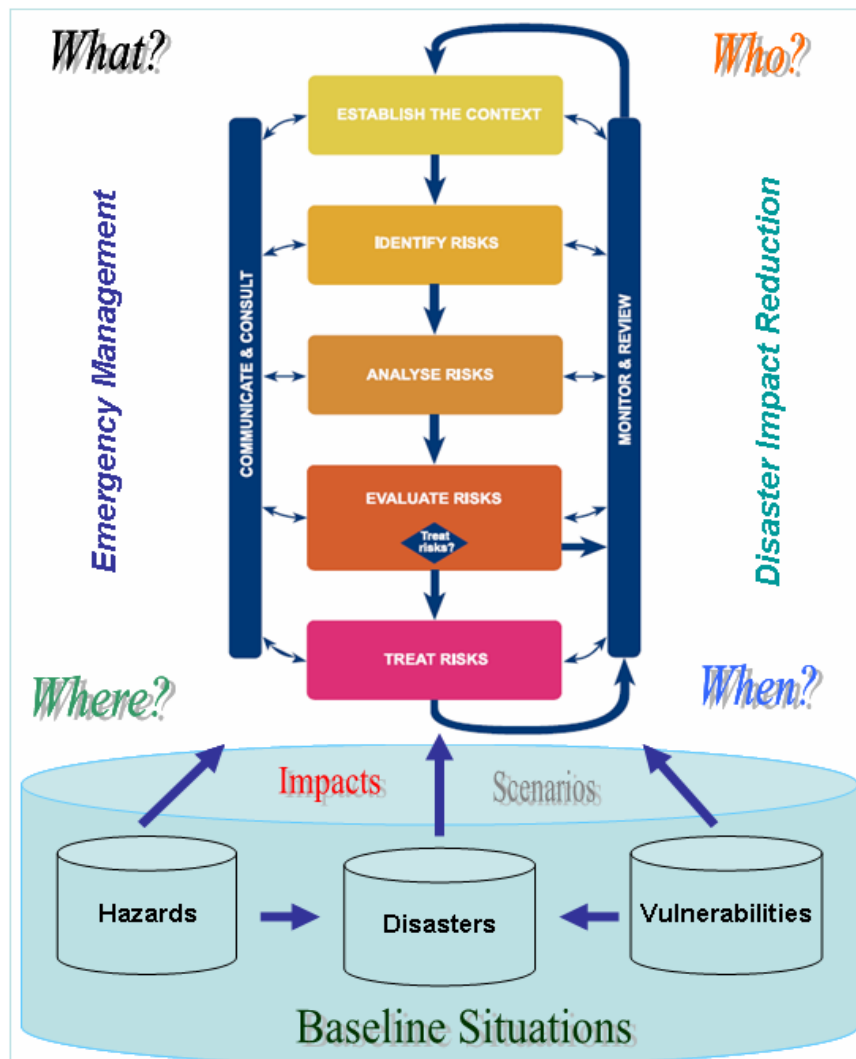 What?
Who?
ESTABLISH THE CONTEXT
IDENTIFY RISKS
ANALYSE RISKS
EVALUATE RISKS
Treat
risks?
TREAT RISKS
COMMUNICATE & CONSULT
MONITOR & REVIEW
Emergency Management
Disaster Impact Reduction
Where?
When?
Impacts
Scenarios
Hazards
Disasters
Vulnerabilities
Baseline Situations